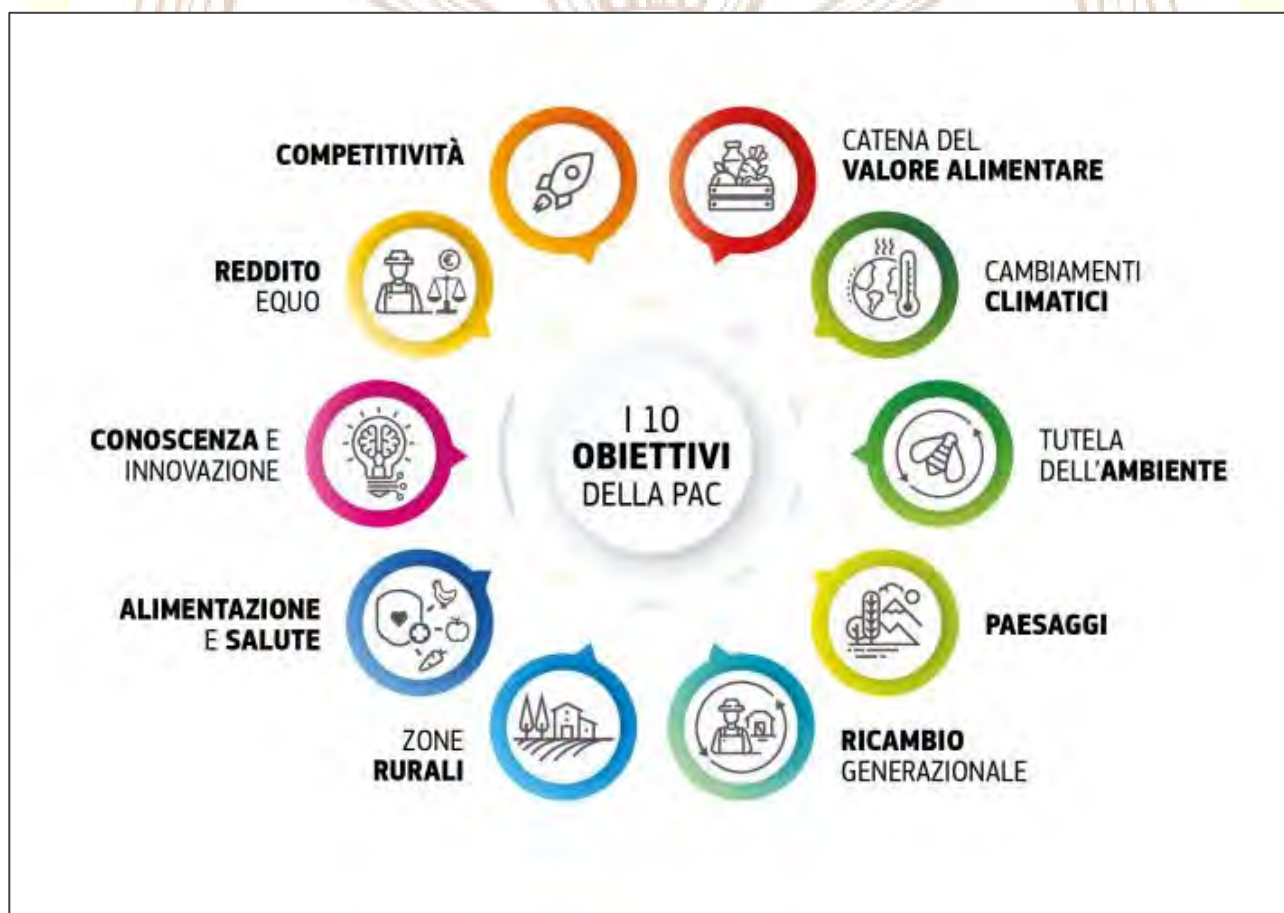 COMPETITIVITÀ
CATENA DEL
VALORE ALIMENTARE
REDDITO
EQUO
CAMBIAMENTI
CLIMATICI
CONOSCENZA E
INNOVAZIONE
I 10
OBIETTIVI
DELLA PAC
TUTELA
DELL'AMBIENTE
ALIMENTAZIONE
E SALUTE
PAESAGGI
ZONE
RURALI
RICAMBIO
GENERAZIONALE